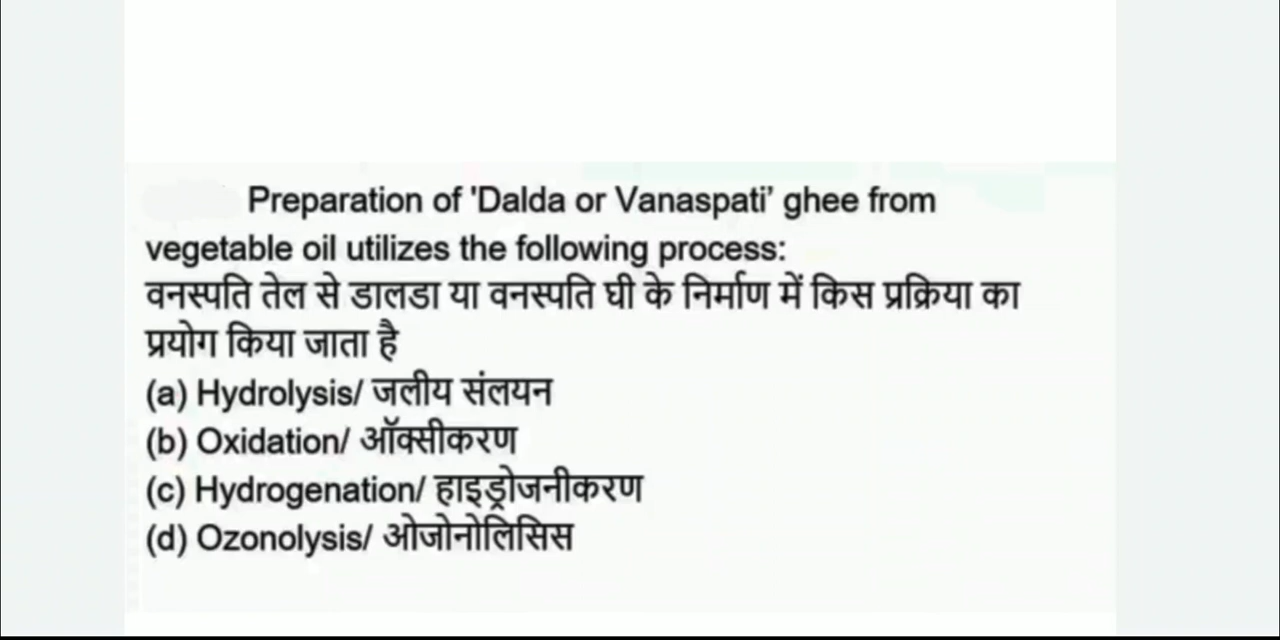 Preparation of 'Dalda or Vanaspati' ghee from
vegetable oil utilizes the following process:
वनस्पति तेल से डालडा या वनस्पति घी के निर्माण में किस प्रक्रिया का
प्रयोग किया जाता है
(a) Hydrolysis/ जलीय संलयन
(b) Oxidation/ ऑक्सीकरण
(c) Hydrogenation/ हाइड्रोजनीकरण
(d) Ozonolysis/ ओजोनोलिसिस